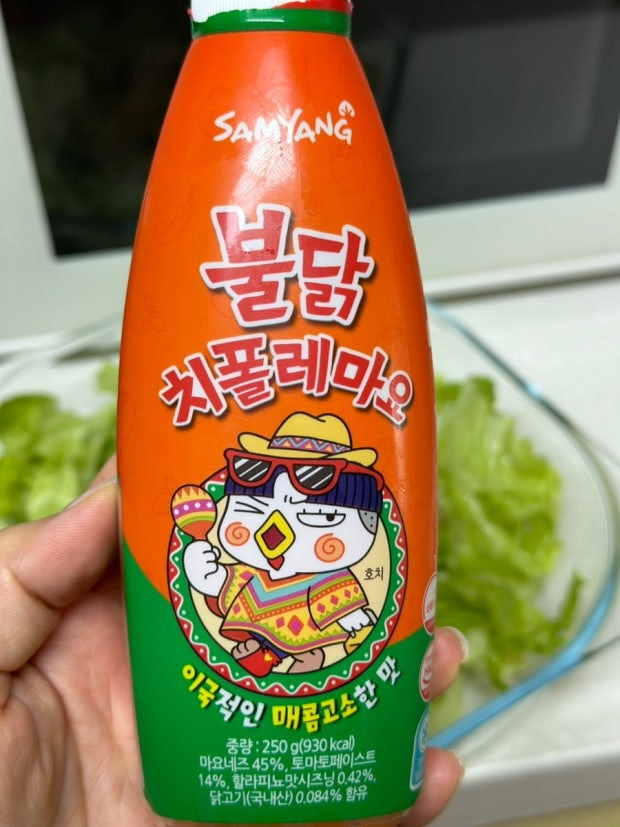 SAMYANG
불닭
치폴레마요
호치
이국적인 매콤고소한 맛
중량 : 250 g(930 kcal)
마요네즈 45%, 토마토페이스트
14%, 할라피뇨맛시즈닝 0.42%,
닭고기(국내산) 0.084% 함유